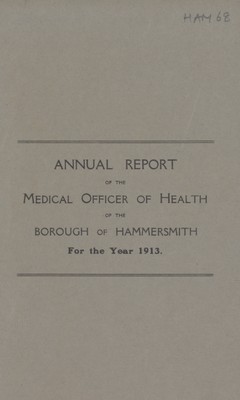 HAM 68
ANNUAL REPORT
OF THE
MEDICAL OFFICER OF HEALTH
OF THE
BOROUGH OF HAMMERSMITH
For the Year 1913.